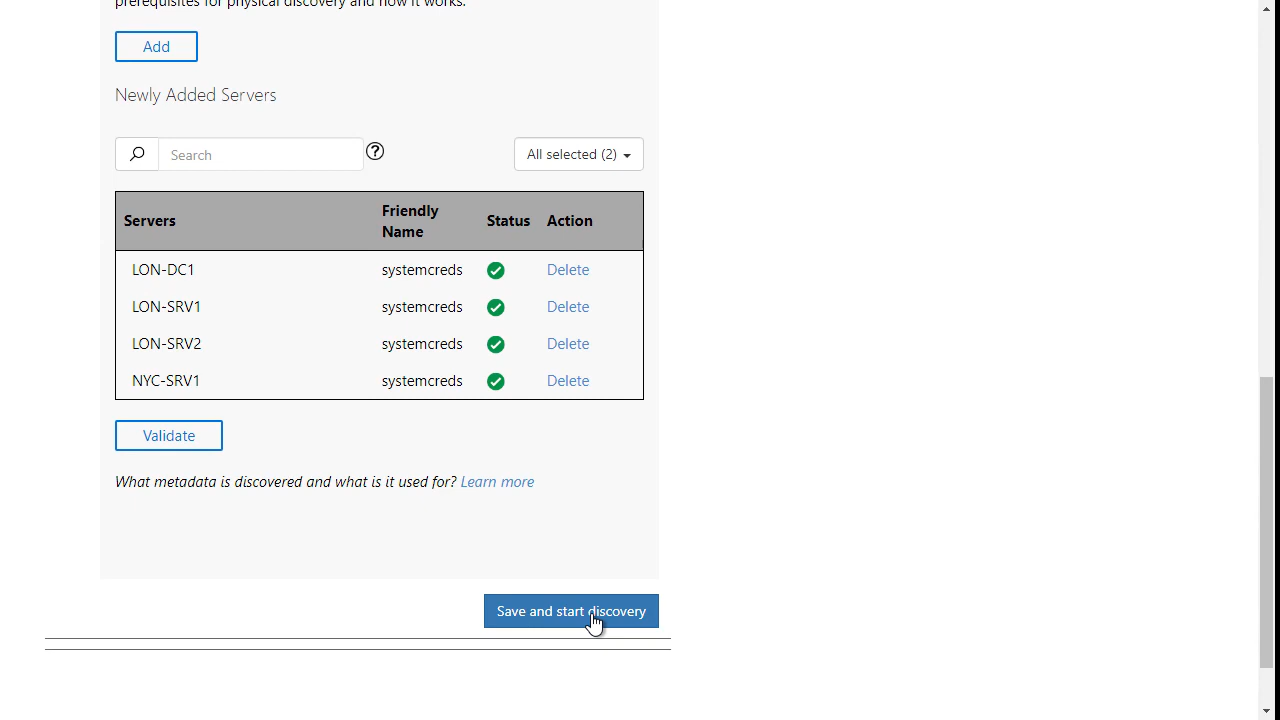 prerequisites for physical discovery and how it works.
Add
Newly Added Servers
Search
All selected (2)
Servers Friendly Name Status Action
LON-DC1 systemcreds Delete
LON-SRV1 systemcreds Delete
LON-SRV2 systemcreds Delete
NYC-SRV1 systemcreds Delete
Validate
What metadata is discovered and what is it used for? Learn more
Save and start discovery